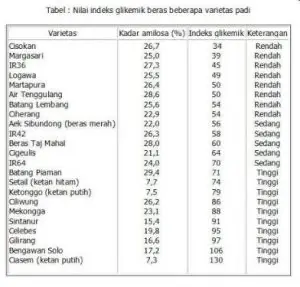 Tabel : Nilai indeks glikemik beras beberapa varietas padi
Varietas Kadar amilosa (%) Indeks glikemik Keterangan
Cisokan 26,7 34 Rendah
Margasari 25,0 39 Rendah
IR36 27,3 45 Rendah
Logawa 25,5 49 Rendah
Martapura 26,4 50 Rendah
Air Tenggulang 28,6 50 Rendah
Batang Lembang 25,6 54 Rendah
Ciherang 22,9 54 Rendah
Aek Sibundong (beras merah) 22,0 56 Sedang
IR42 26,3 58 Sedang
Beras Taj Mahal 28,0 60 Sedang
Cigeulis 21,1 64 Sedang
IR64 24,0 70 Sedang
Batang Piaman 29,4 71 Tinggi
Setail (ketan hitam) 7,7 74 Tinggi
Ketonggo (ketan putih) 7,5 79 Tinggi
Ciliwung 26,2 86 Tinggi
Mekongga 23,1 88 Tinggi
Sintanur 15,4 91 Tinggi
Celebes 19,8 95 Tinggi
Gilirang 16,6 97 Tinggi
Bengawan Solo 17,2 106 Tinggi
Ciasem (ketan putih) 7,3 130 Tinggi